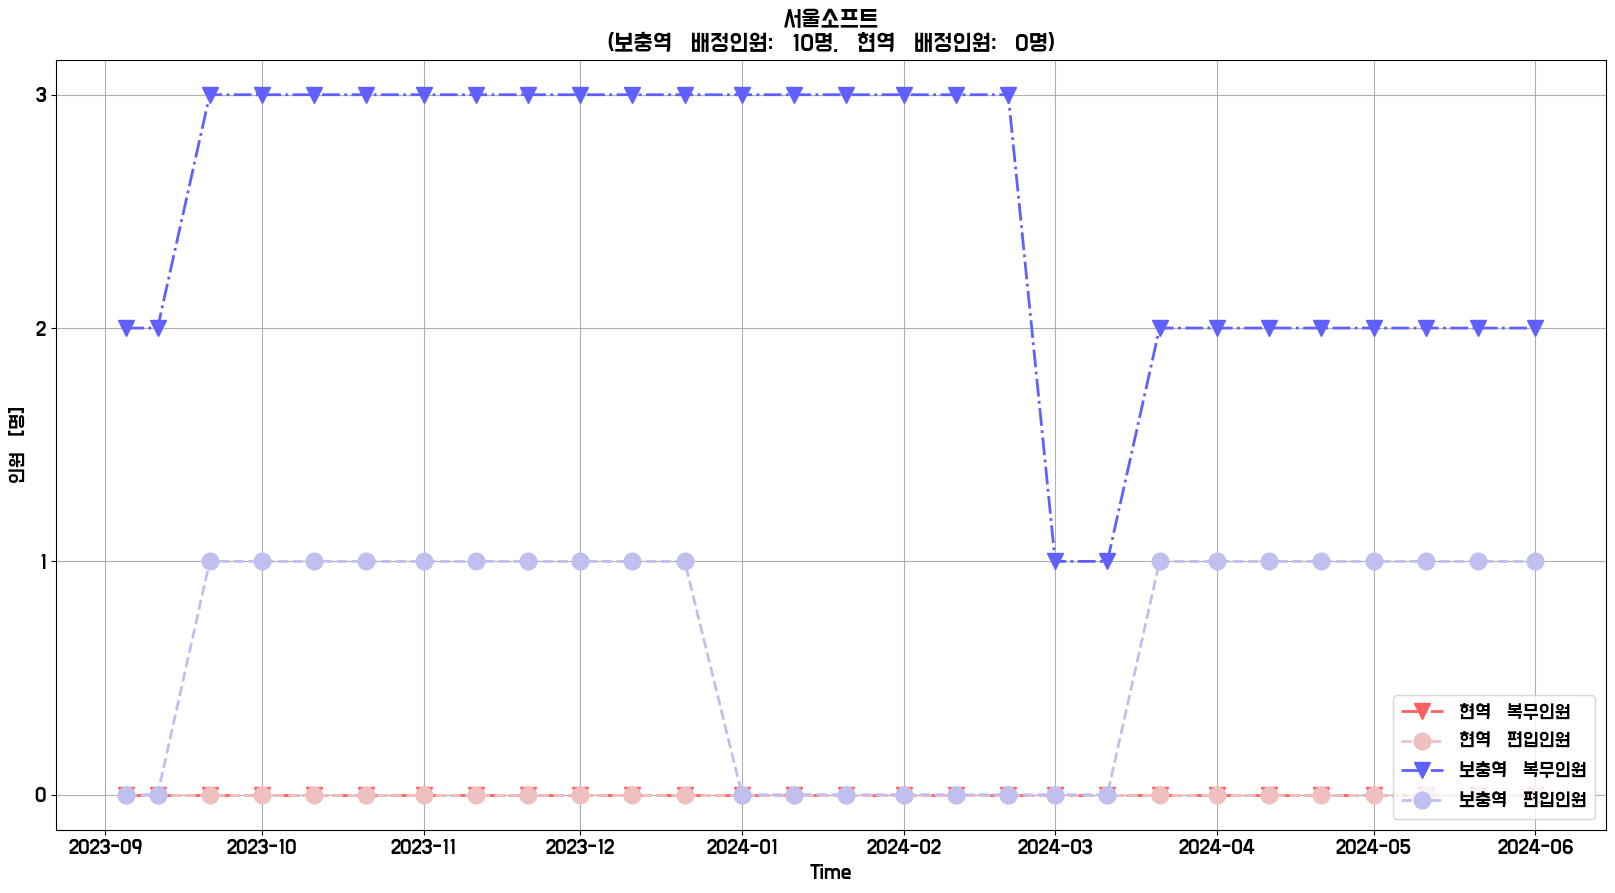 서울소프트
(보충역 배정인원: 10명, 현역 배정인원: 0명)
3
2
1
0
인원 [명]
2023-09 2023-10 2023-11 2023-12 2024-01 2024-02 2024-03 2024-04 2024-05 2024-06
Time
현역 복무인원
현역 편입인원
보충역 복무인원
보충역 편입인원